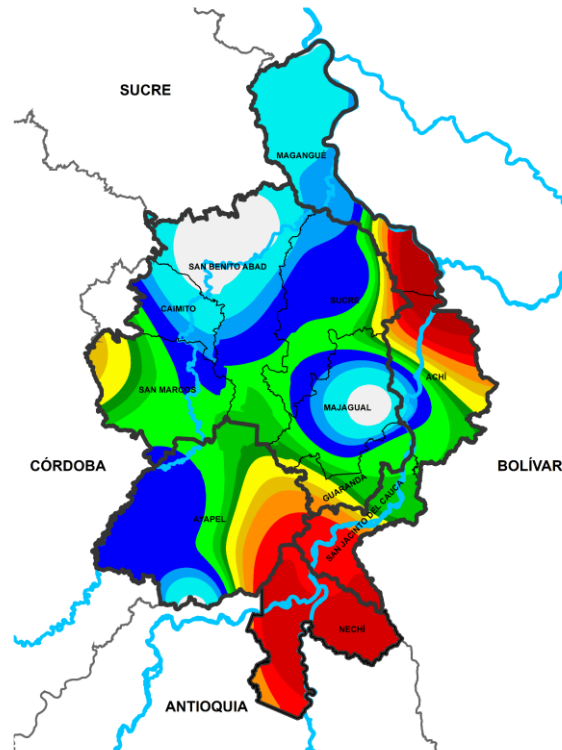 SUCRE
MAGANGUÉ
SAN BENITO ABAD
CAIMITO
SUCRE
ACHÍ
SAN MARCOS
MAJAGUAL
CÓRDOBA
BOLÍVAR
GUARANDA
AYAPEL
SAN JACINTO DEL CAUCA
NECHÍ
ANTIOQUIA